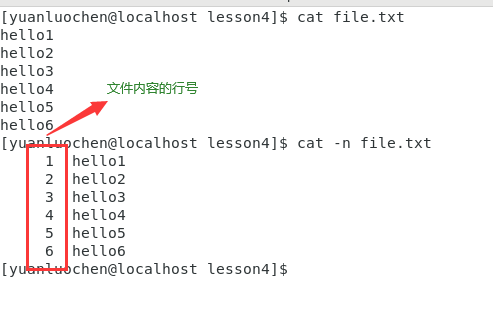 [yuanluochen@localhost lesson4]$ cat file.txt
hello1
hello2
hello3
hello4
文件内容的行号
hello5
hello6
[yuanluochen@localhost lesson4]$ cat -n file.txt
1 hello1
2 hello2
3 hello3
4 hello4
5 hello5
6 hello6
[yuanluochen@localhost lesson4]$